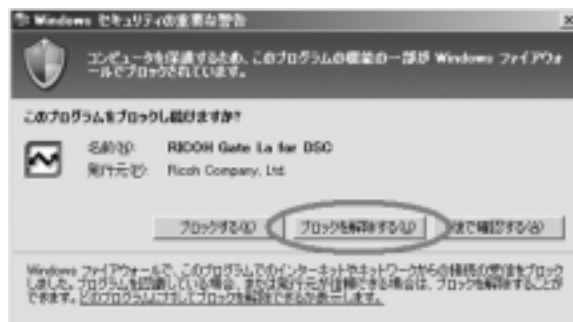 Windows セキュリティの重要な警告
コンピュータを保護するため、このプログラムの機能の一部が Windows ファイアウォ
ールでブロックされています。
このプログラムをブロックし続けますか?
名前(N): RICOH Gate La for DSC
発行元(P): Ricoh Company, Ltd.
ブロックする(K) ブロックを解除する(U) 後で確認する(A)
Windows ファイアウォールで、このプログラムでのインターネットやネットワークからの接続の受信をブロック
しました。プログラムを認識している場合、または発行元が信頼できる場合は、ブロックを解除することが
できます。どのプログラムに対してブロックを解除できるか表示します。